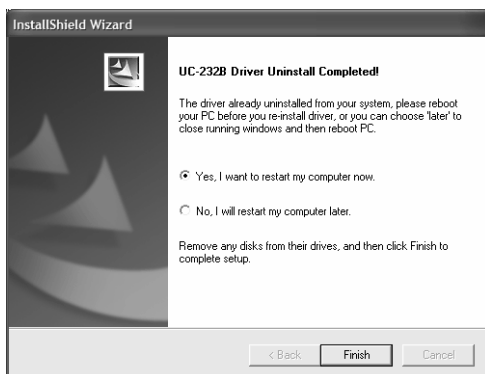 InstallShield Wizard
UC-232B Driver Uninstall Completed!
The driver already uninstalled from your system, please reboot
your PC before you re-install driver, or you can choose 'later' to
close running windows and then reboot PC.
Yes, I want to restart my computer now.
No, I will restart my computer later.
Remove any disks from their drives, and then click Finish to
complete setup.
< Back Finish Cancel